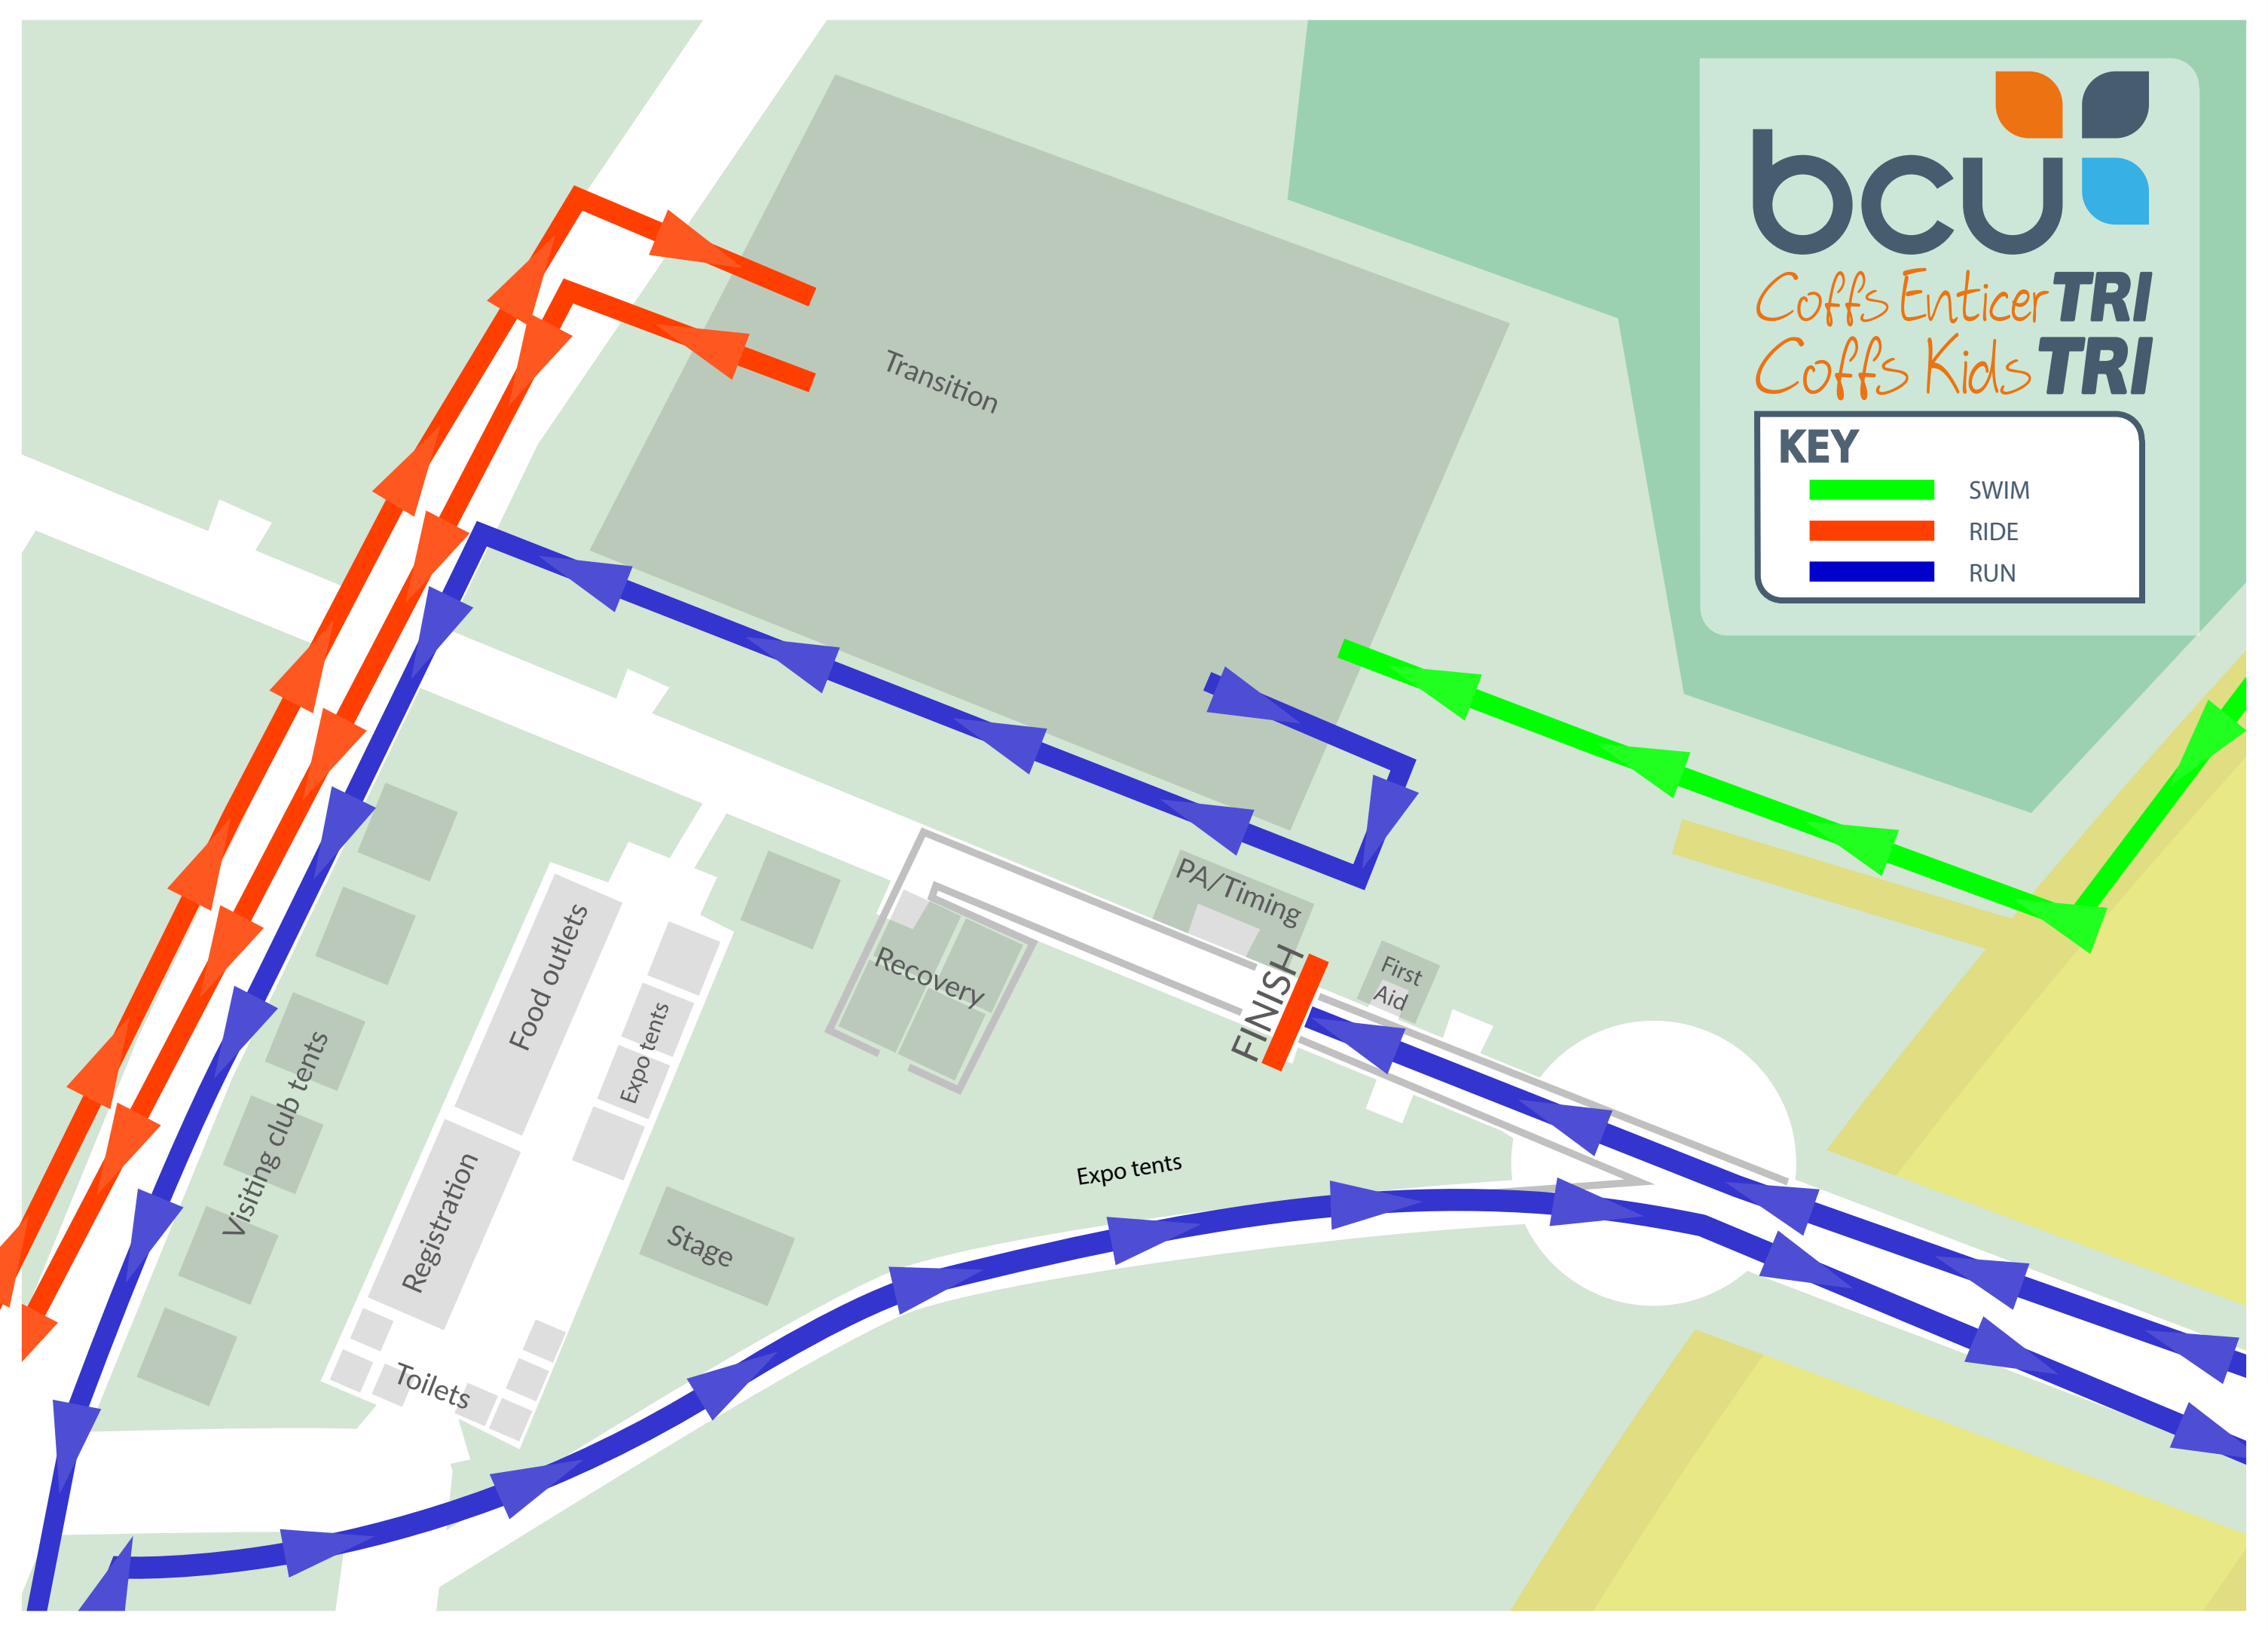 bcu
Coffs Enticer TRI
Coffs Kids TRI
KEY
SWIM
RIDE
RUN
Transition
PA/Timing
First
Aid
FINISH
Recovery
Food outlets
Expo tents
Visiting club tents
Registration
Expo tents
Stage
Toilets